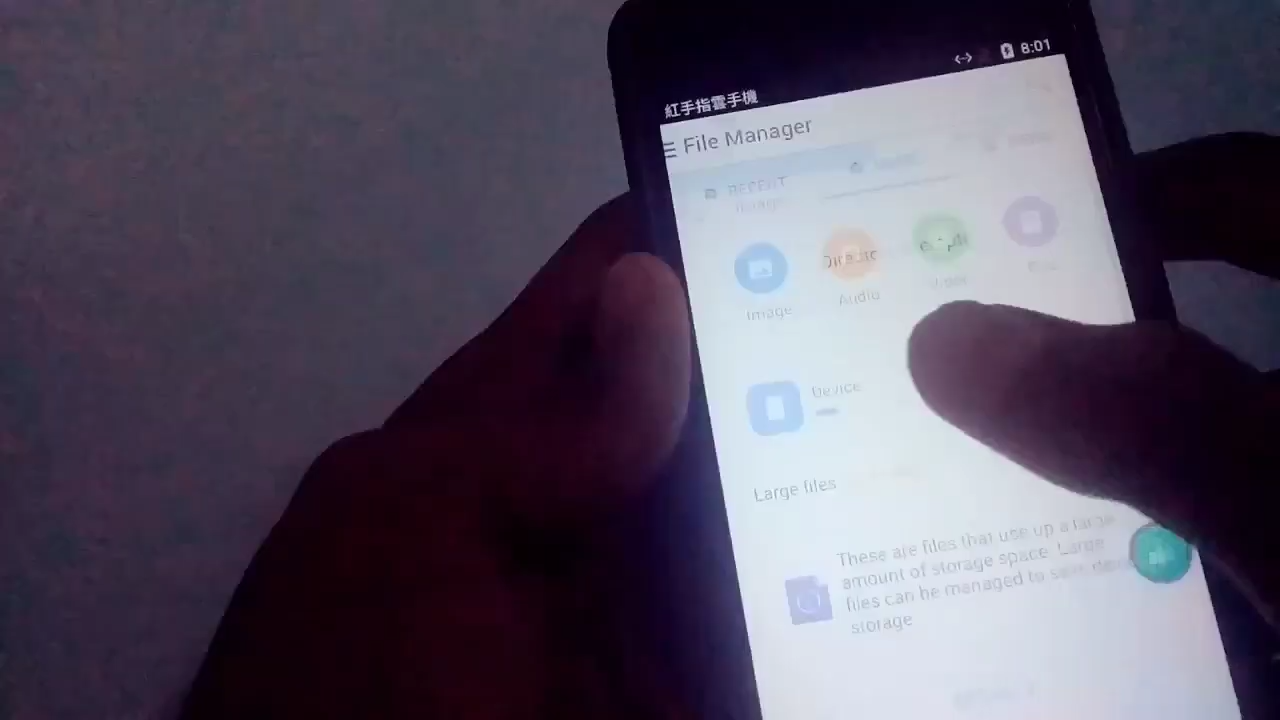 8:01
紅手指雲手機
File Manager
RECENT
Image
Audio
Device
Large files
These are files that use up a large
amount of storage space. Large
files can be managed to save
storage